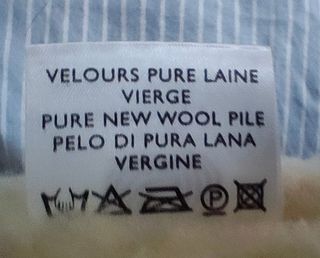 VELOURS PURE LAINE
VIERGE
PURE NEW WOOL PILE
PELO DI PURA LANA
VERGINE
P